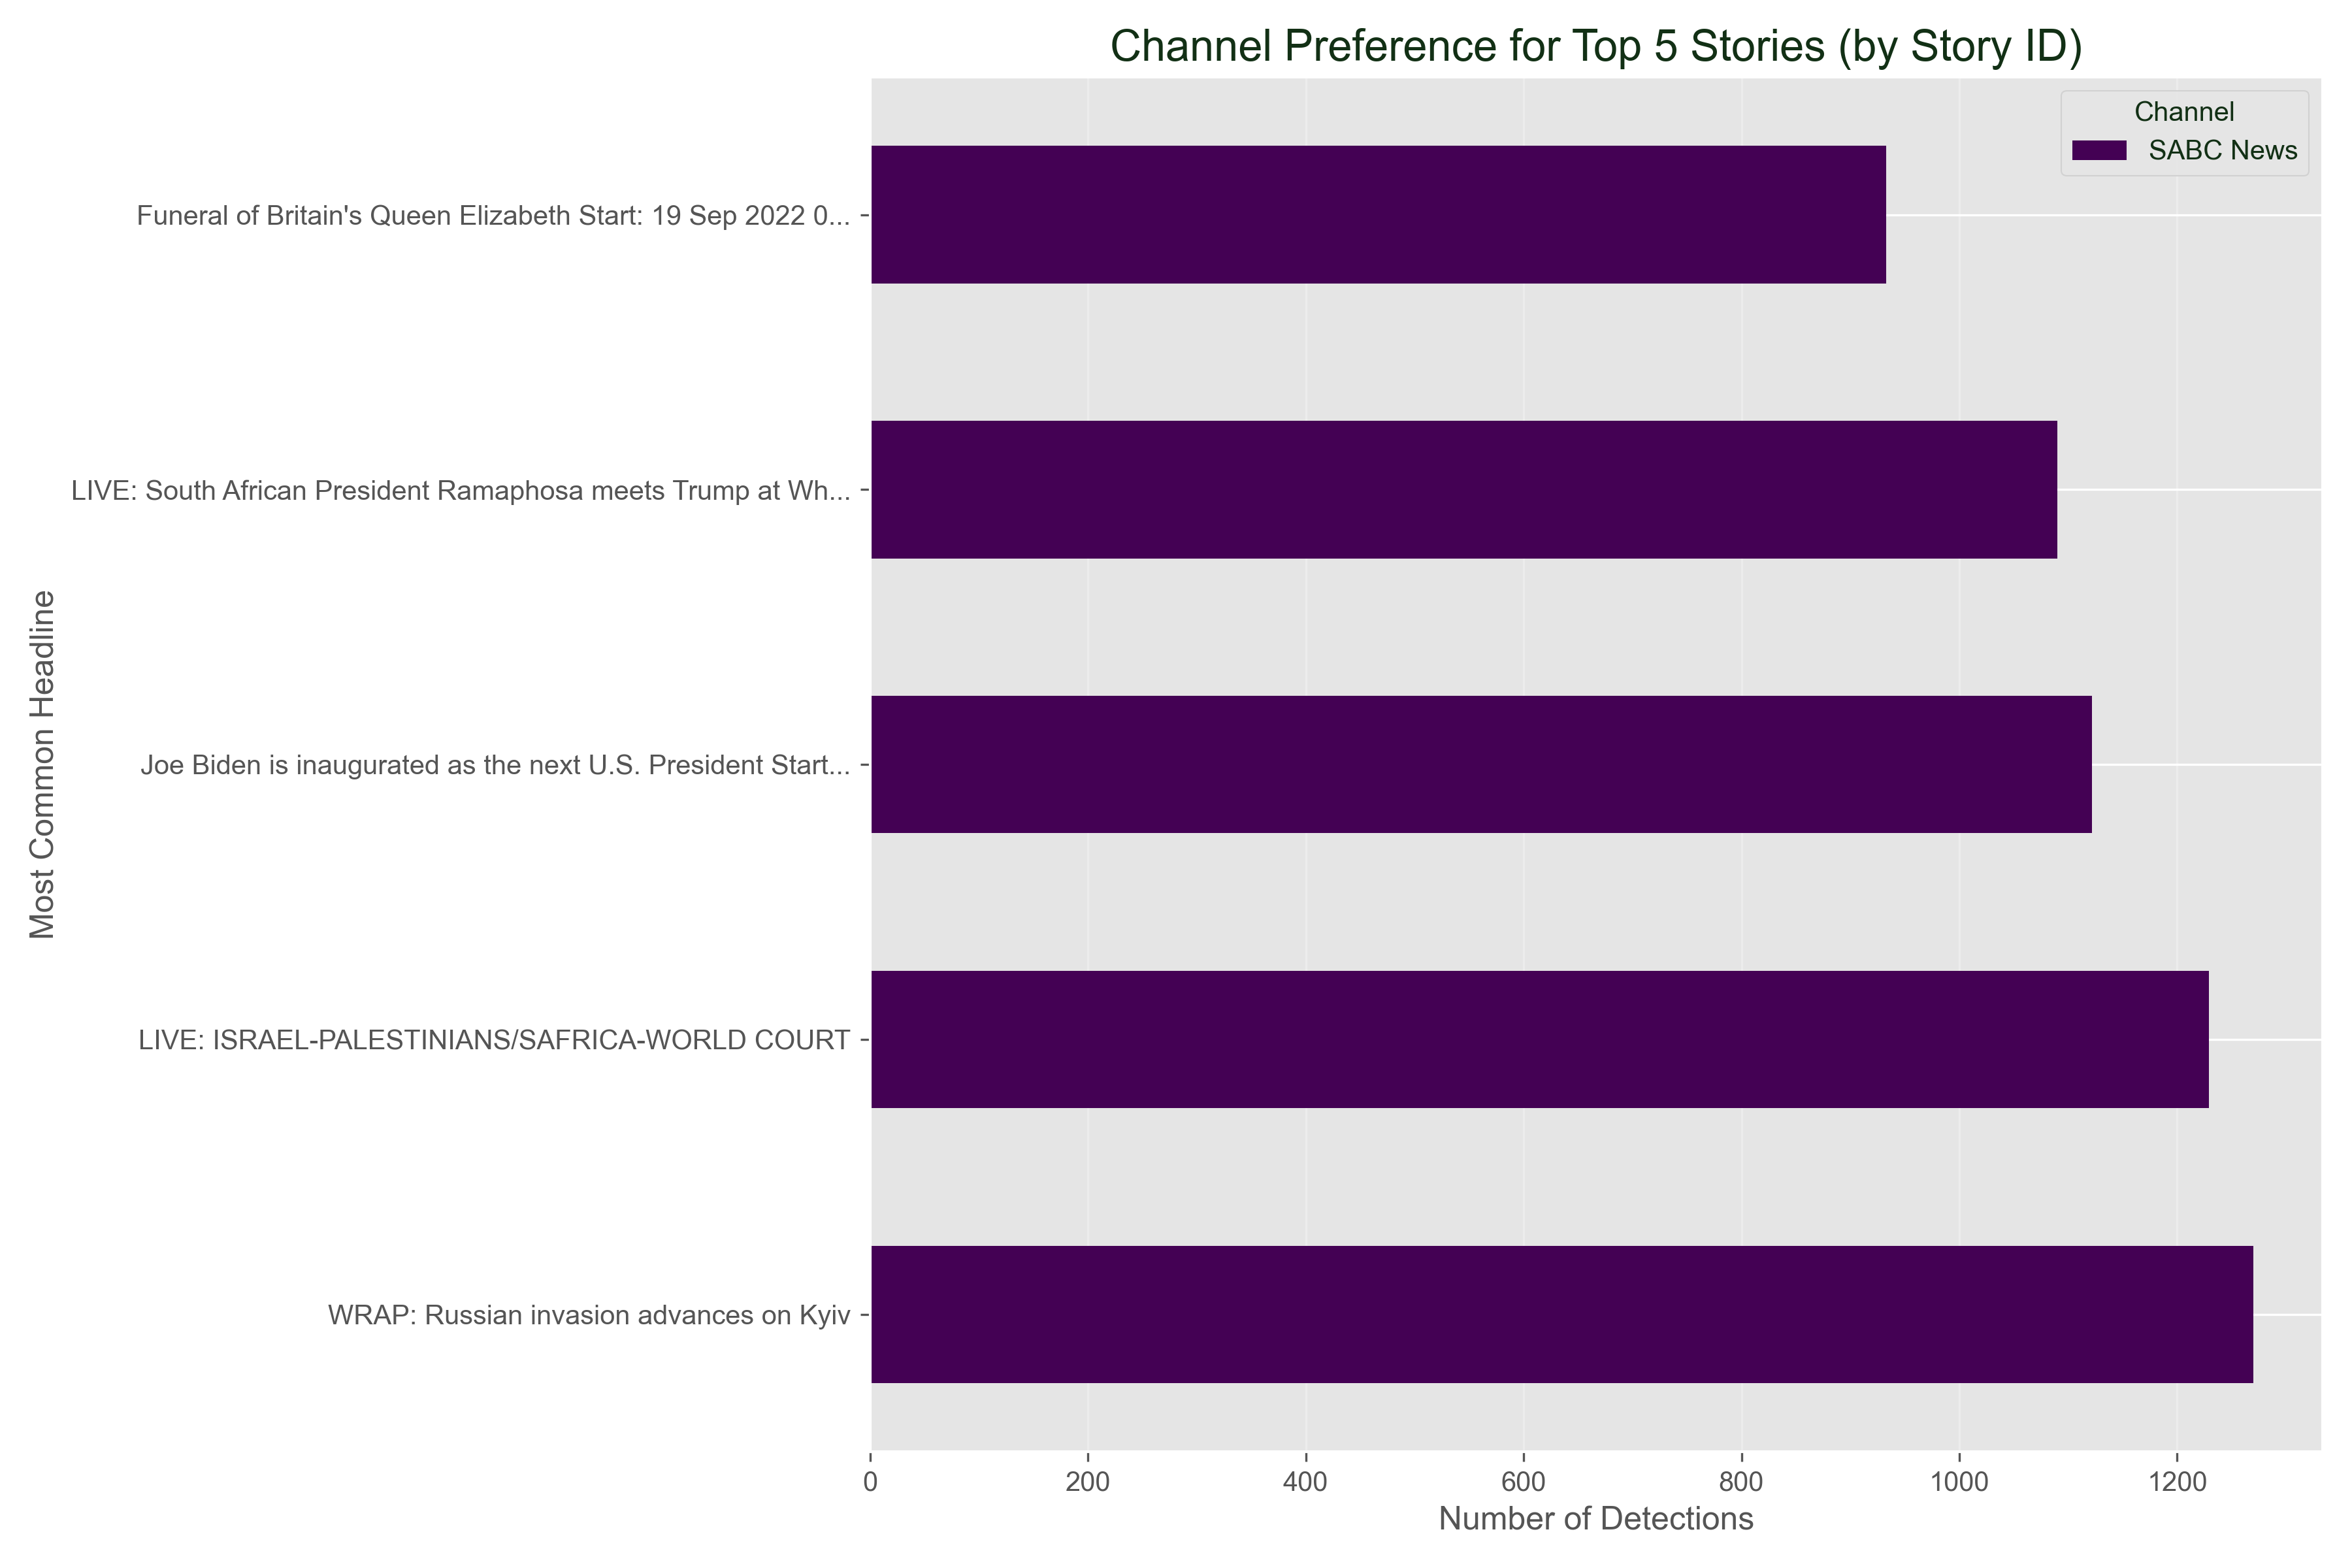 Channel Preference for Top 5 Stories (by Story ID)
Channel
SABC News
Most Common Headline
Funeral of Britain's Queen Elizabeth Start: 19 Sep 2022 0...
LIVE: South African President Ramaphosa meets Trump at Wh...
Joe Biden is inaugurated as the next U.S. President Start...
LIVE: ISRAEL-PALESTINIANS/SAFRICA-WORLD COURT
WRAP: Russian invasion advances on Kyiv
0 200 400 600 800 1000 1200
Number of Detections